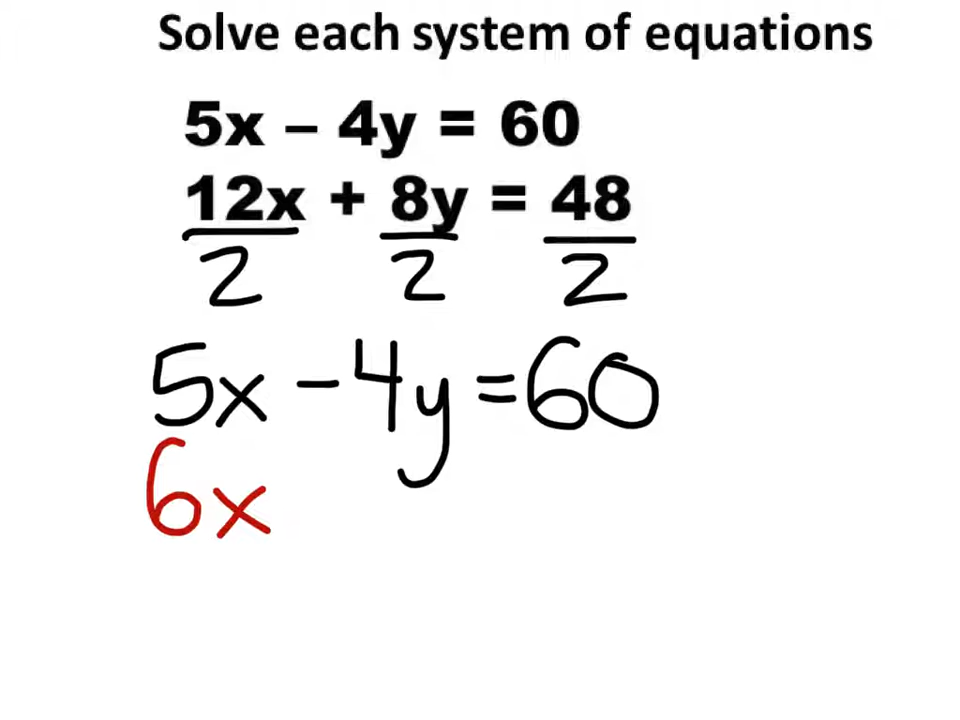 Solve each system of equations
5x – 4y = 60
12x + 8y = 48
2 2 2
5x - 4y = 60
6x